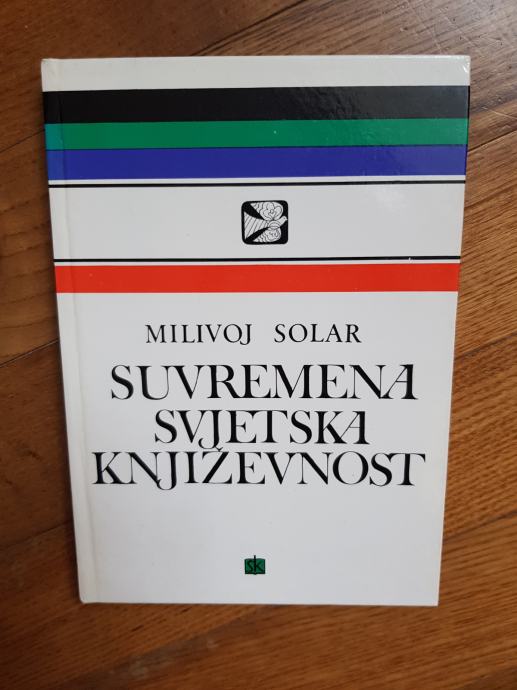 MILIVOJ SOLAR
SUVREMENA
SVJETSKA
KNJIŽEVNOST
sk